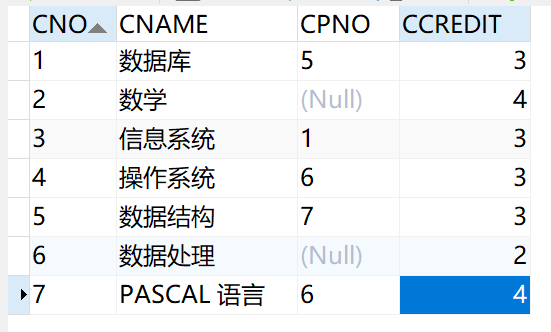 CNO CNAME CPNO CCREDIT
1 数据库 5 3
2 数学 (Null) 4
3 信息系统 1 3
4 操作系统 6 3
5 数据结构 7 3
6 数据处理 (Null) 2
7 PASCAL 语言 6 4